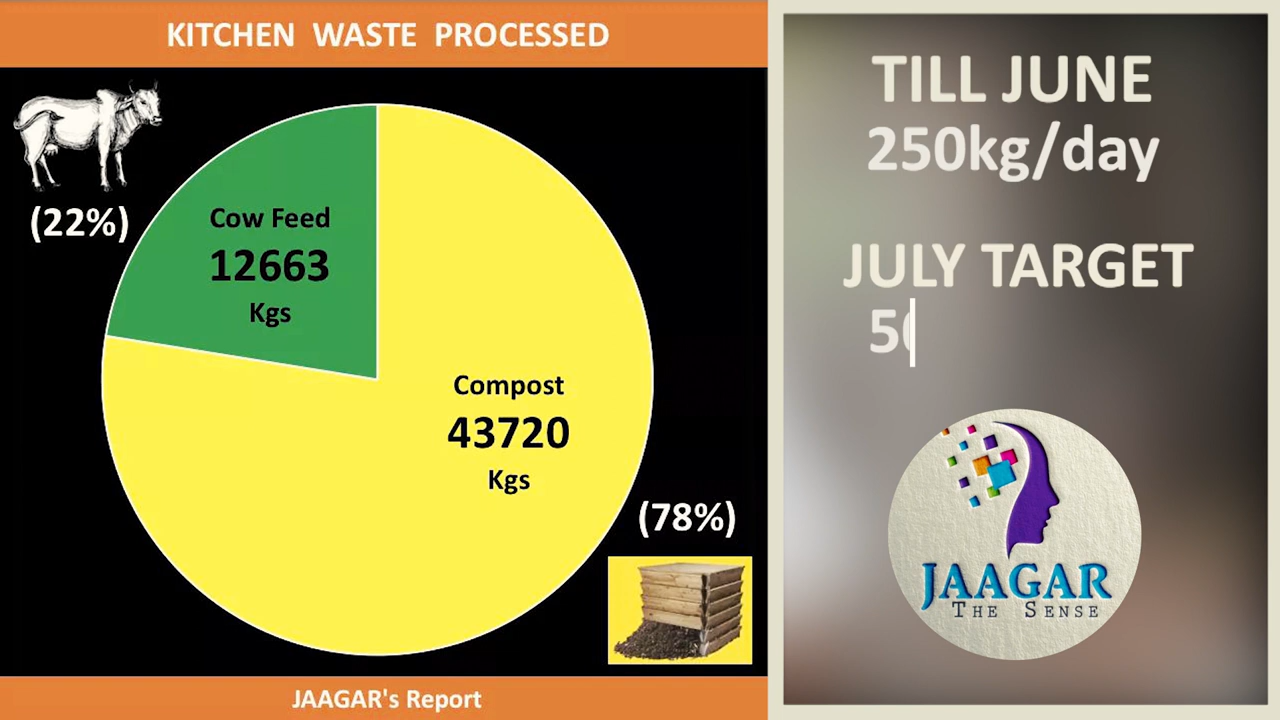 KITCHEN WASTE PROCESSED
(22%)
Cow Feed
12663
Kgs
Compost
43720
Kgs
(78%)
JAAGAR's Report
TILL JUNE
250kg/day
JULY TARGET
5
JAAGAR
THE SENSE